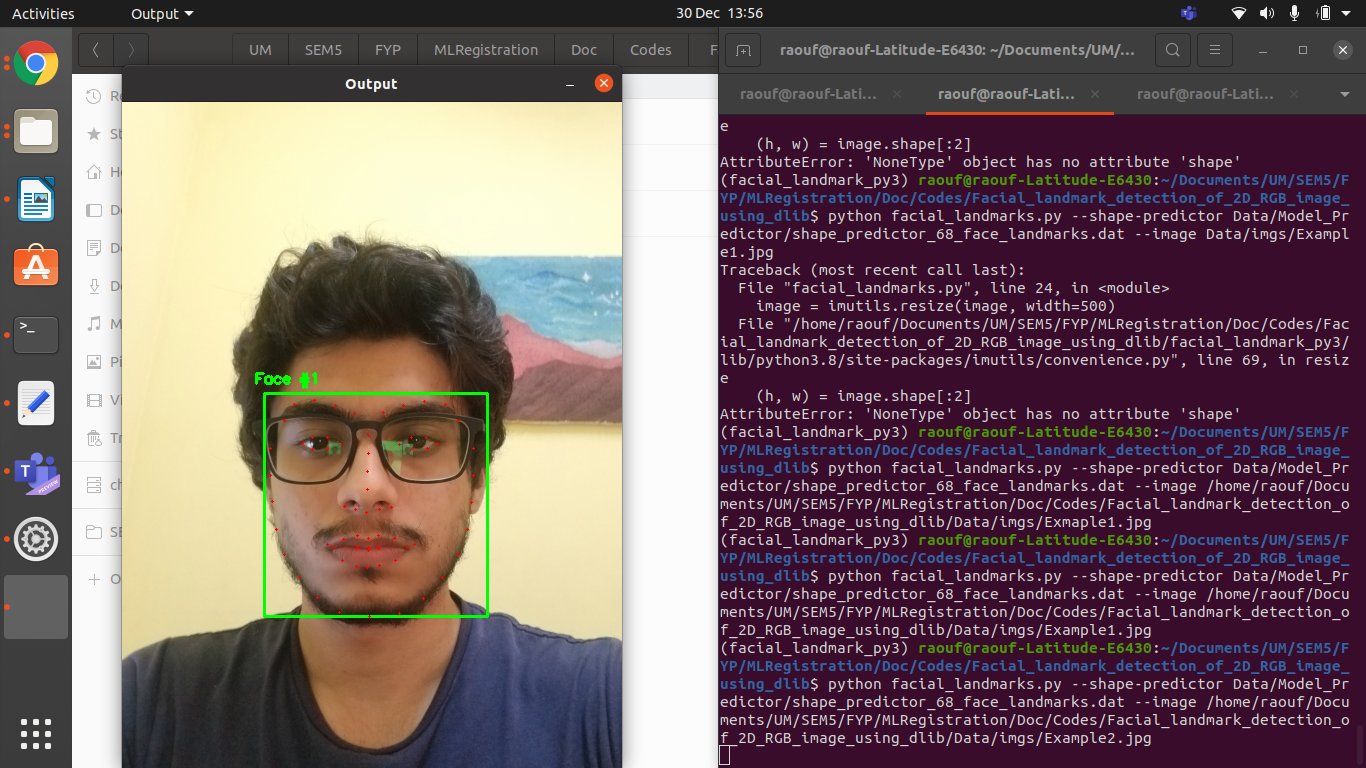 Activities
Output
30 Dec 13:56
UM
SEM5
FYP
MLRegistration
Doc
Codes
F
Output
Face #1
raouf@raouf-Latitude-E6430: ~/Documents/UM/...
raouf@raouf-Lati...
raouf@raouf-Lati...
raouf@raouf-Lati...
e
(h, w) = image.shape[:2]
AttributeError: 'NoneType' object has no attribute 'shape'
(facial_landmark_py3) raouf@raouf-Latitude-E6430:~/Documents/UM/SEM5/F
YP/MLRegistration/Doc/Codes/Facial_landmark_detection_of_2D_RGB_image_
using_dlib$ python facial_landmarks.py --shape-predictor Data/Model_Pr
edictor/shape_predictor_68_face_landmarks.dat --image Data/imgs/Exampl
e1.jpg
Traceback (most recent call last):
File "facial_landmarks.py", line 24, in <module>
image = imutils.resize(image, width=500)
File "/home/raouf/Documents/UM/SEM5/FYP/MLRegistration/Doc/Codes/Fac
ial_landmark_detection_of_2D_RGB_image_using_dlib/facial_landmark_py3/
lib/python3.8/site-packages/imutils/convenience.py", line 69, in resiz
e
(h, w) = image.shape[:2]
AttributeError: 'NoneType' object has no attribute 'shape'
(facial_landmark_py3) raouf@raouf-Latitude-E6430:~/Documents/UM/SEM5/F
YP/MLRegistration/Doc/Codes/Facial_landmark_detection_of_2D_RGB_image_
using_dlib$ python facial_landmarks.py --shape-predictor Data/Model_Pr
edictor/shape_predictor_68_face_landmarks.dat --image /home/raouf/Docu
ments/UM/SEM5/FYP/MLRegistration/Doc/Codes/Facial_landmark_detection_o
f_2D_RGB_image_using_dlib/Data/imgs/Exmaple1.jpg
(facial_landmark_py3) raouf@raouf-Latitude-E6430:~/Documents/UM/SEM5/F
YP/MLRegistration/Doc/Codes/Facial_landmark_detection_of_2D_RGB_image_
using_dlib$ python facial_landmarks.py --shape-predictor Data/Model_Pr
edictor/shape_predictor_68_face_landmarks.dat --image /home/raouf/Docu
ments/UM/SEM5/FYP/MLRegistration/Doc/Codes/Facial_landmark_detection_o
f_2D_RGB_image_using_dlib/Data/imgs/Example1.jpg
(facial_landmark_py3) raouf@raouf-Latitude-E6430:~/Documents/UM/SEM5/F
YP/MLRegistration/Doc/Codes/Facial_landmark_detection_of_2D_RGB_image_
using_dlib$ python facial_landmarks.py --shape-predictor Data/Model_Pr
edictor/shape_predictor_68_face_landmarks.dat --image /home/raouf/Docu
ments/UM/SEM5/FYP/MLRegistration/Doc/Codes/Facial_landmark_detection_o
f_2D_RGB_image_using_dlib/Data/imgs/Example2.jpg